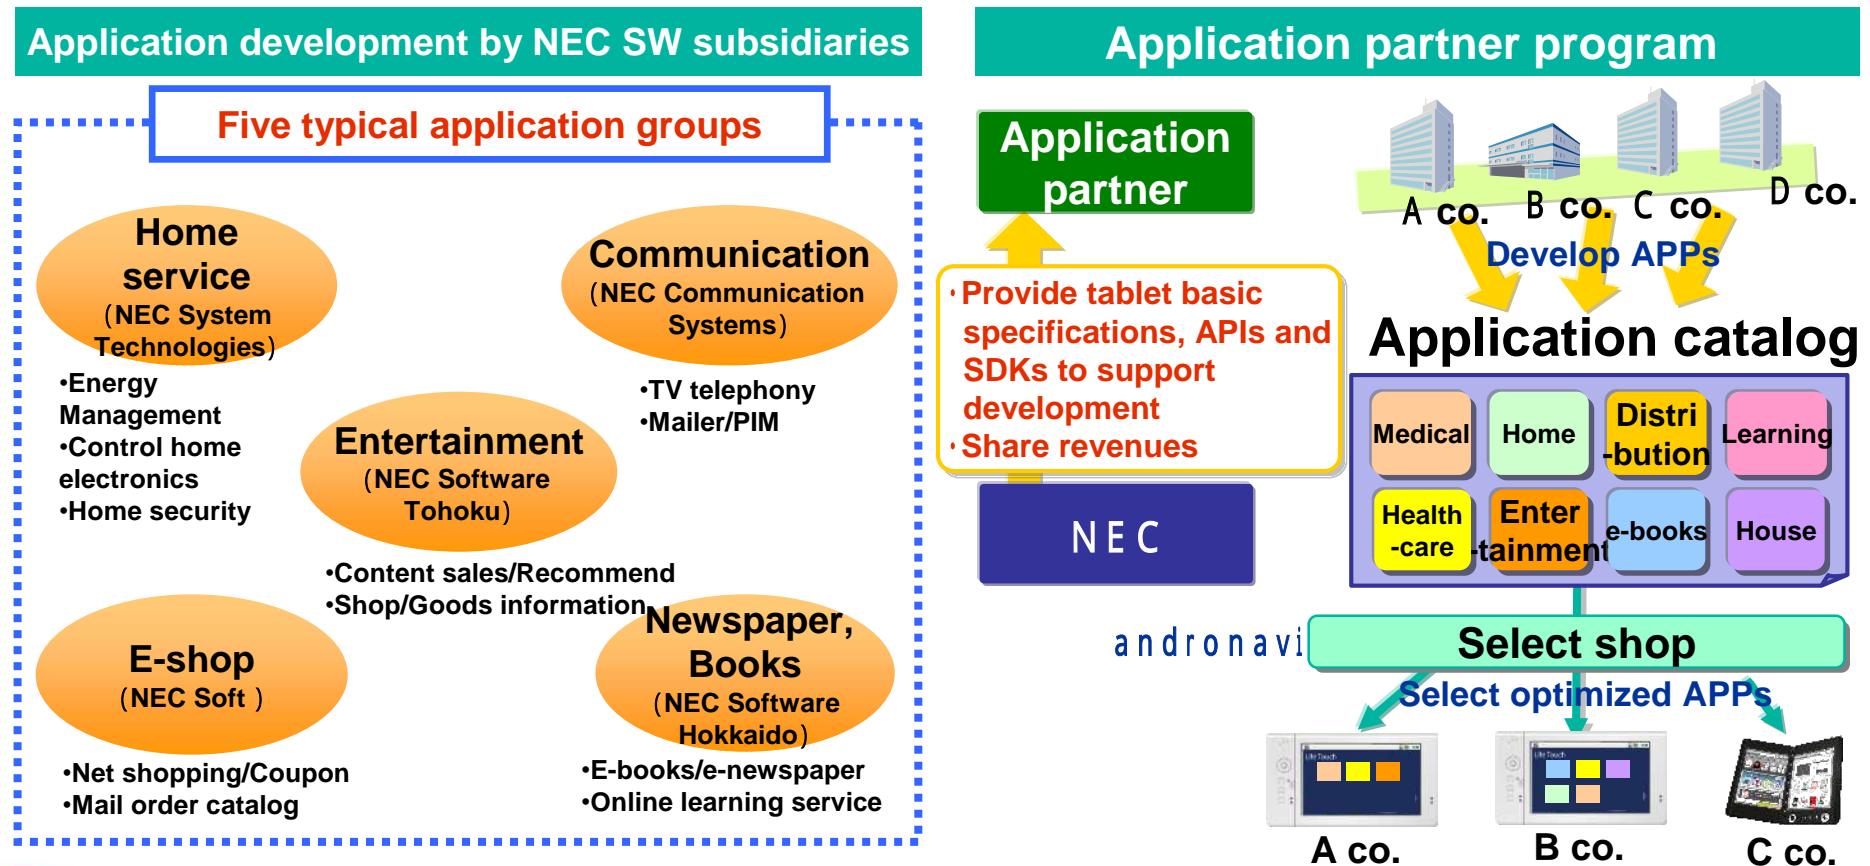 Application development by NEC SW subsidiaries
Five typical application groups
Home
service
(NEC System
Technologies)
•Energy
Management
•Control home
electronics
•Home security
Communication
(NEC Communication
Systems)
•TV telephony
•Mailer/PIM
Entertainment
(NEC Software
Tohoku)
•Content sales/Recommend
•Shop/Goods information
E-shop
(NEC Soft )
•Net shopping/Coupon
•Mail order catalog
Newspaper,
Books
(NEC Software
Hokkaido)
•E-books/e-newspaper
•Online learning service
Application partner program
Application
partner
•Provide tablet basic
specifications, APIs and
SDKs to support
development
•Share revenues
NEC
A co.
B co.
C co.
D co.
Develop APPs
Application catalog
Medical
Home
Distri
-bution
Learning
Health
-care
Enter
-tainment
e-books
House
andronavi
Select shop
Select optimized APPs
Life Touch
Life Touch
A co.
B co.
C co.